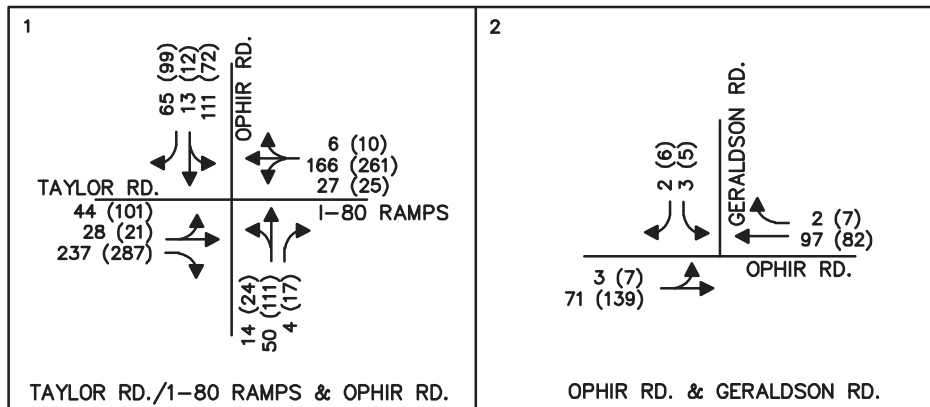 1
65 (99)
13 (12)
111 (72)
OPHIR RD.
6 (10)
166 (261)
27 (25)
TAYLOR RD.
I-80 RAMPS
44 (101)
28 (21)
237 (287)
14 (24)
50 (111)
4 (17)
TAYLOR RD./I-80 RAMPS & OPHIR RD.
2
2 (6)
3 (5)
GERALDSON RD.
2 (7)
97 (82)
OPHIR RD.
3 (7)
71 (139)
OPHIR RD. & GERALDSON RD.